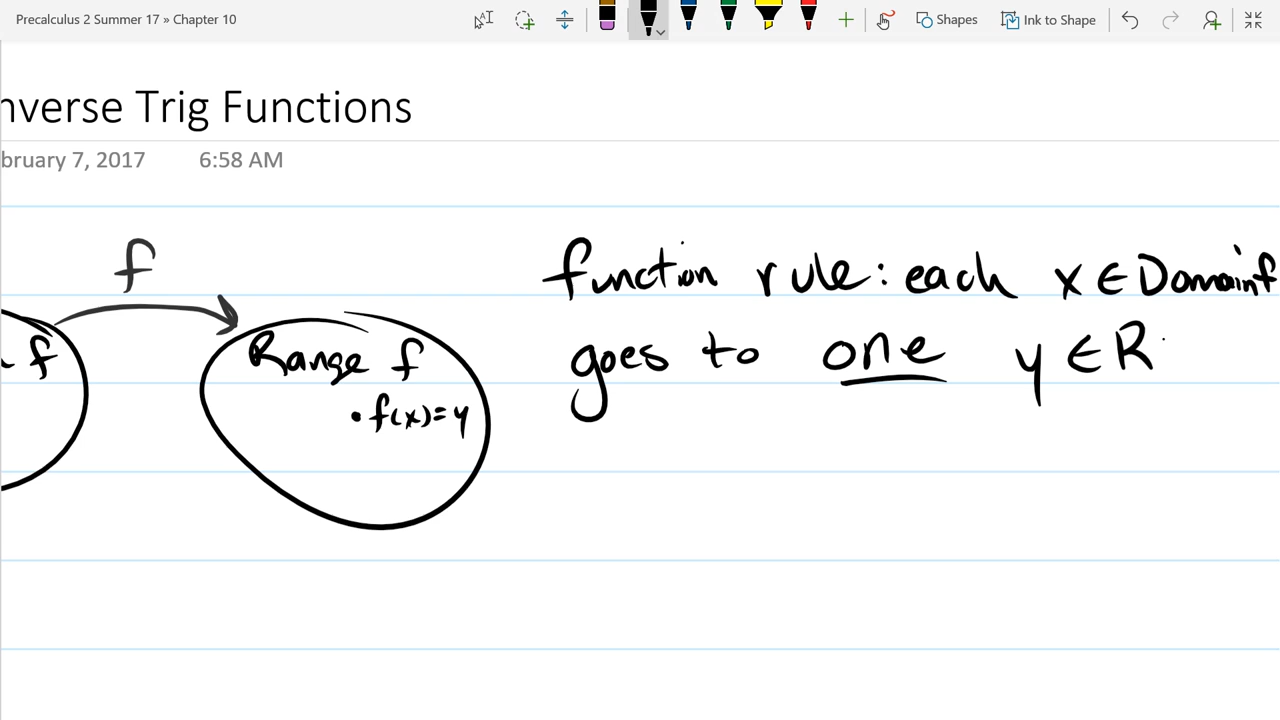 Precalculus 2 Summer 17 » Chapter 10
Shapes
Ink to Shape
nverse Trig Functions
bruary 7, 2017 6:58 AM
f
f
Range f
• f(x)=y
function rule: each x ∈ Domain f
goes to one y ∈ R